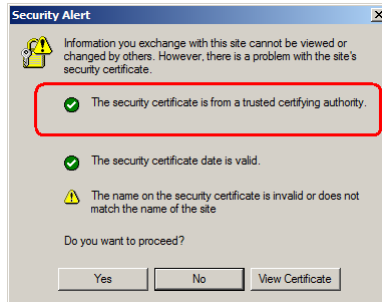 Security Alert
Information you exchange with this site cannot be viewed or
changed by others. However, there is a problem with the site's
security certificate.
The security certificate is from a trusted certifying authority.
The security certificate date is valid.
The name on the security certificate is invalid or does not
match the name of the site
Do you want to proceed?
Yes No View Certificate